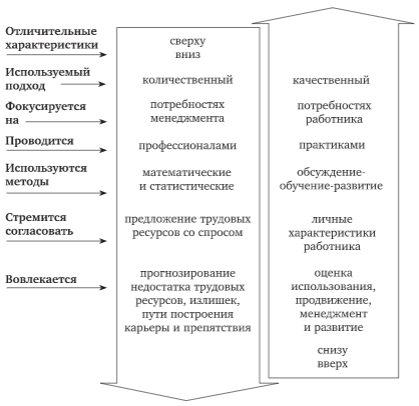 Отличительные
характеристики
сверху
вниз
Используемый
подход
количественный
качественный
Фокусируется
на
потребностях
менеджмента
потребностях
работника
Проводится
профессионалами
практиками
Используются
методы
математические
и статистические
обсуждение-
обучение-развитие
Стремится
согласовать
предложение трудовых
ресурсов со спросом
личные
характеристики
работника
Вовлекается
прогнозирование
недостатка трудовых
ресурсов, излишек,
пути построения
карьеры и препятствия
оценка
использования,
продвижение,
менеджмент
и развитие
снизу
вверх